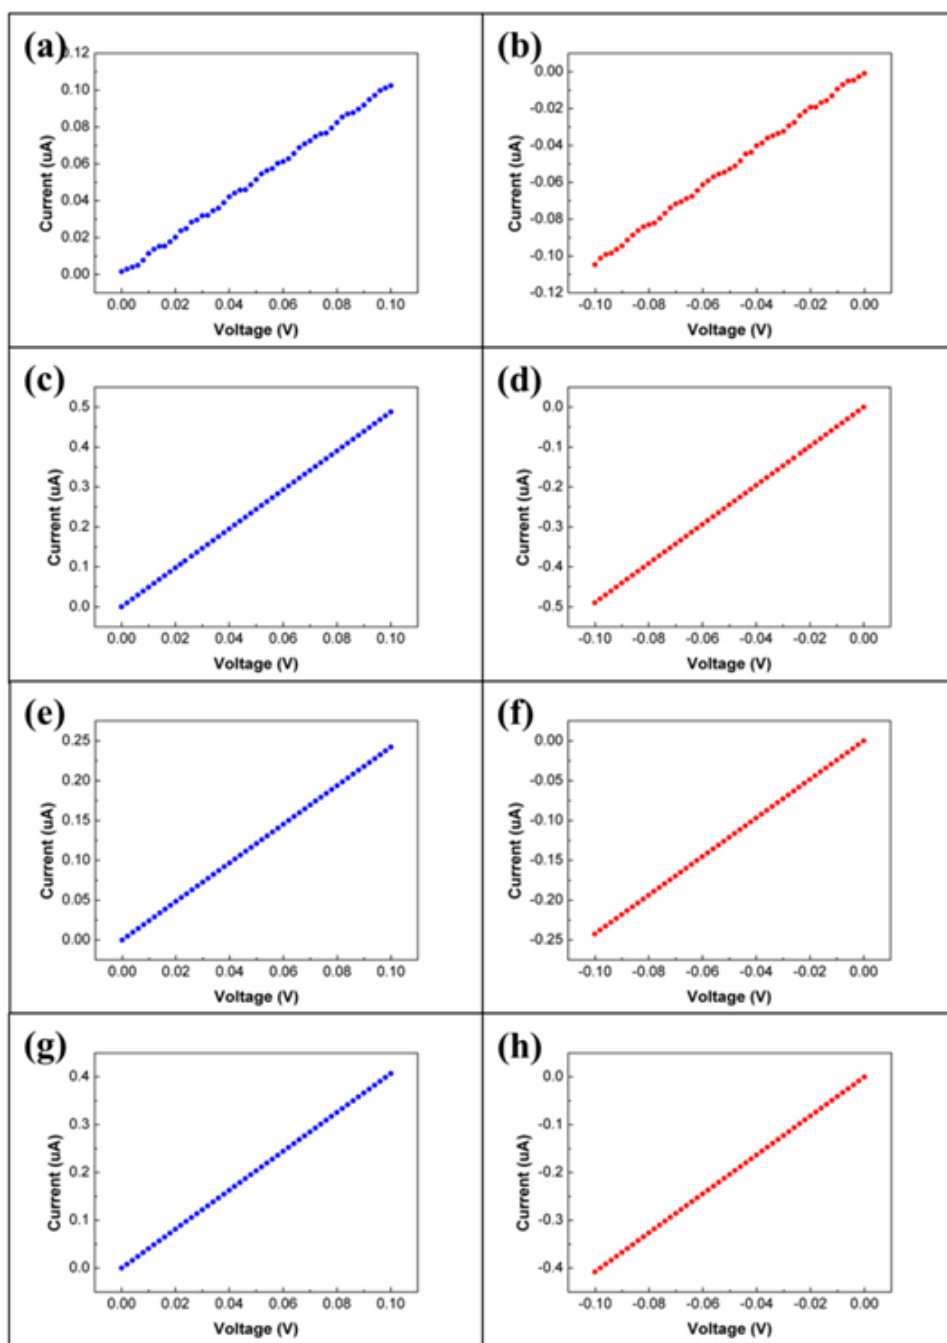 (a)
0.12
0.10
0.08
0.06
0.04
0.02
0.00
Current (uA)
0.00 0.02 0.04 0.06 0.08 0.10
Voltage (V)
(b)
0.00
-0.02
-0.04
-0.06
-0.08
-0.10
-0.12
Current (uA)
-0.10 -0.08 -0.06 -0.04 -0.02 0.00
Voltage (V)
(c)
0.5
0.4
0.3
0.2
0.1
0.0
Current (uA)
0.00 0.02 0.04 0.06 0.08 0.10
Voltage (V)
(d)
0.0
-0.1
-0.2
-0.3
-0.4
-0.5
Current (uA)
-0.10 -0.08 -0.06 -0.04 -0.02 0.00
Voltage (V)
(e)
0.25
0.20
0.15
0.10
0.05
0.00
Current (uA)
0.00 0.02 0.04 0.06 0.08 0.10
Voltage (V)
(f)
0.00
-0.05
-0.10
-0.15
-0.20
-0.25
Current (uA)
-0.10 -0.08 -0.06 -0.04 -0.02 0.00
Voltage (V)
(g)
0.4
0.3
0.2
0.1
0.0
Current (uA)
0.00 0.02 0.04 0.06 0.08 0.10
Voltage (V)
(h)
0.0
-0.1
-0.2
-0.3
-0.4
Current (uA)
-0.10 -0.08 -0.06 -0.04 -0.02 0.00
Voltage (V)